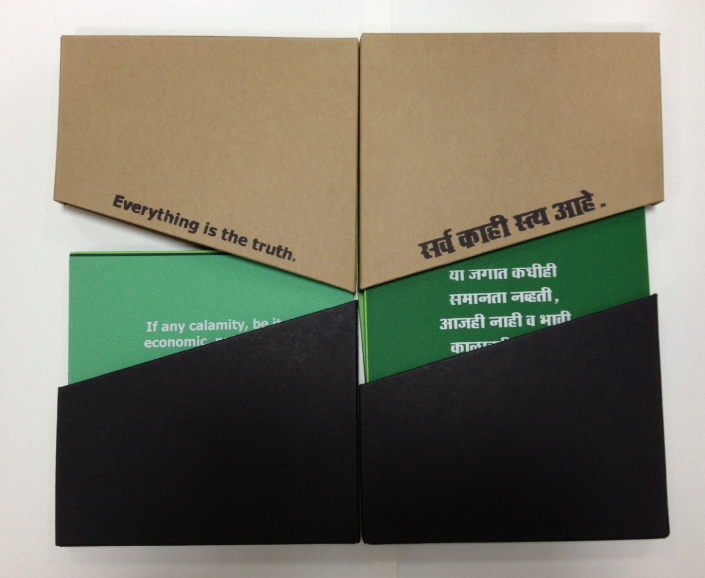 Everything is the truth.
सर्व काही स्त्य आहे.
If any calamity, be it
economic,
या जगात कधीही
समानता नव्हती,
आजही नाही व भावी